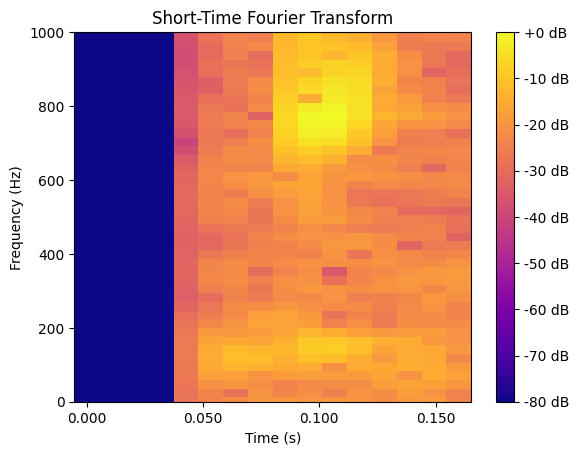 Short-Time Fourier Transform
1000
800
600
400
200
0
Frequency (Hz)
0.000
0.050
0.100
0.150
Time (s)
+0 dB
-10 dB
-20 dB
-30 dB
-40 dB
-50 dB
-60 dB
-70 dB
-80 dB